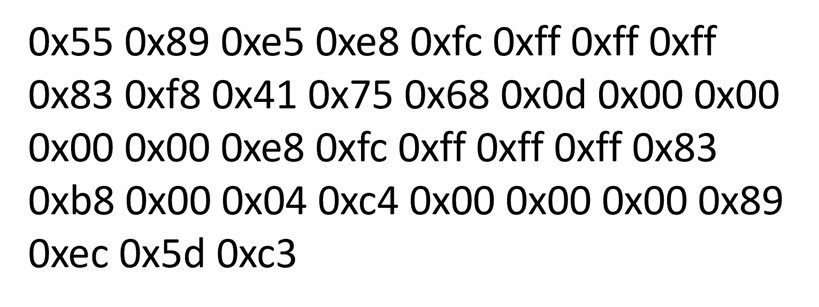 0x55 0x89 0xe5 0xe8 0xfc 0xff 0xff 0xff
0x83 0xf8 0x41 0x75 0x68 0x0d 0x00 0x00
0x00 0x00 0xe8 0xfc 0xff 0xff 0xff 0x83
0xb8 0x00 0x04 0xc4 0x00 0x00 0x00 0x89
0xec 0x5d 0xc3